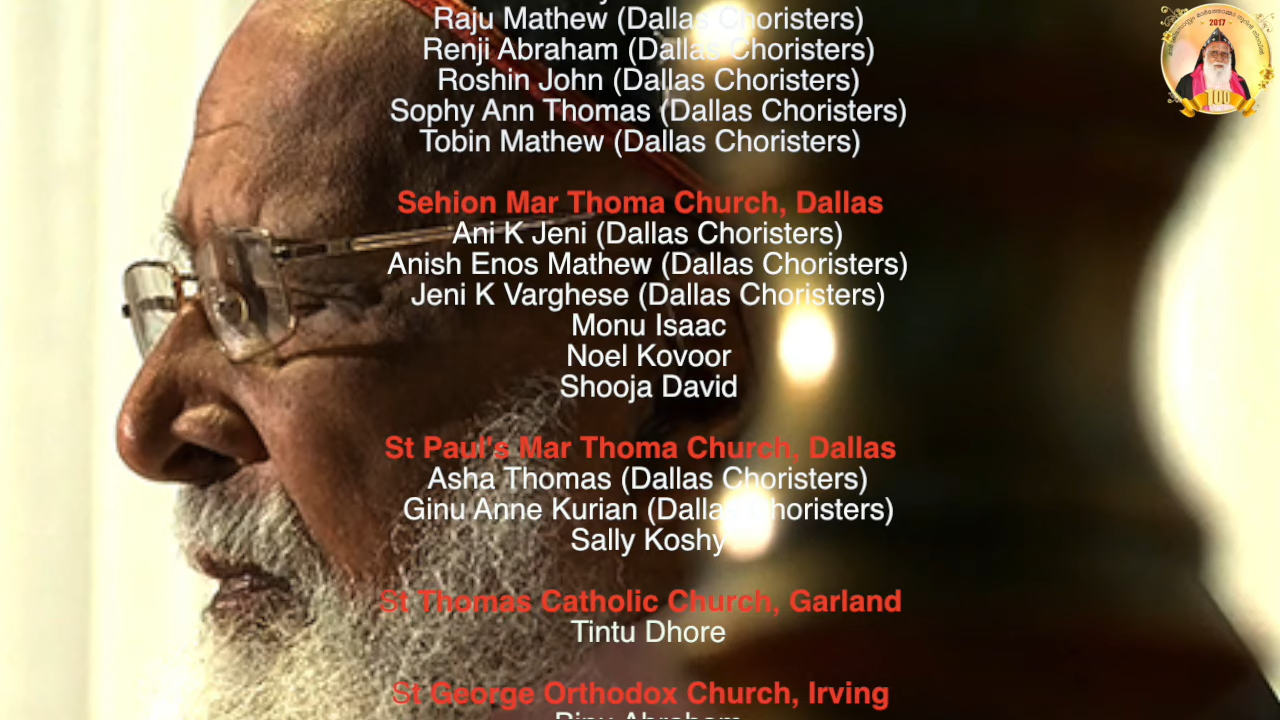 Raju Mathew (Dallas Choristers)
Renji Abraham (Dallas Choristers)
Roshin John (Dallas Choristers)
Sophy Ann Thomas (Dallas Choristers)
Tobin Mathew (Dallas Choristers)
Sehion Mar Thoma Church, Dallas
Ani K Jeni (Dallas Choristers)
Anish Enos Mathew (Dallas Choristers)
Jeni K Varghese (Dallas Choristers)
Monu Isaac
Noel Kovoor
Shooja David
St Paul's Mar Thoma Church, Dallas
Asha Thomas (Dallas Choristers)
Ginu Anne Kurian (Dallas Choristers)
Sally Koshy
St Thomas Catholic Church, Garland
Tintu Dhore
St George Orthodox Church, Irving
2017
100